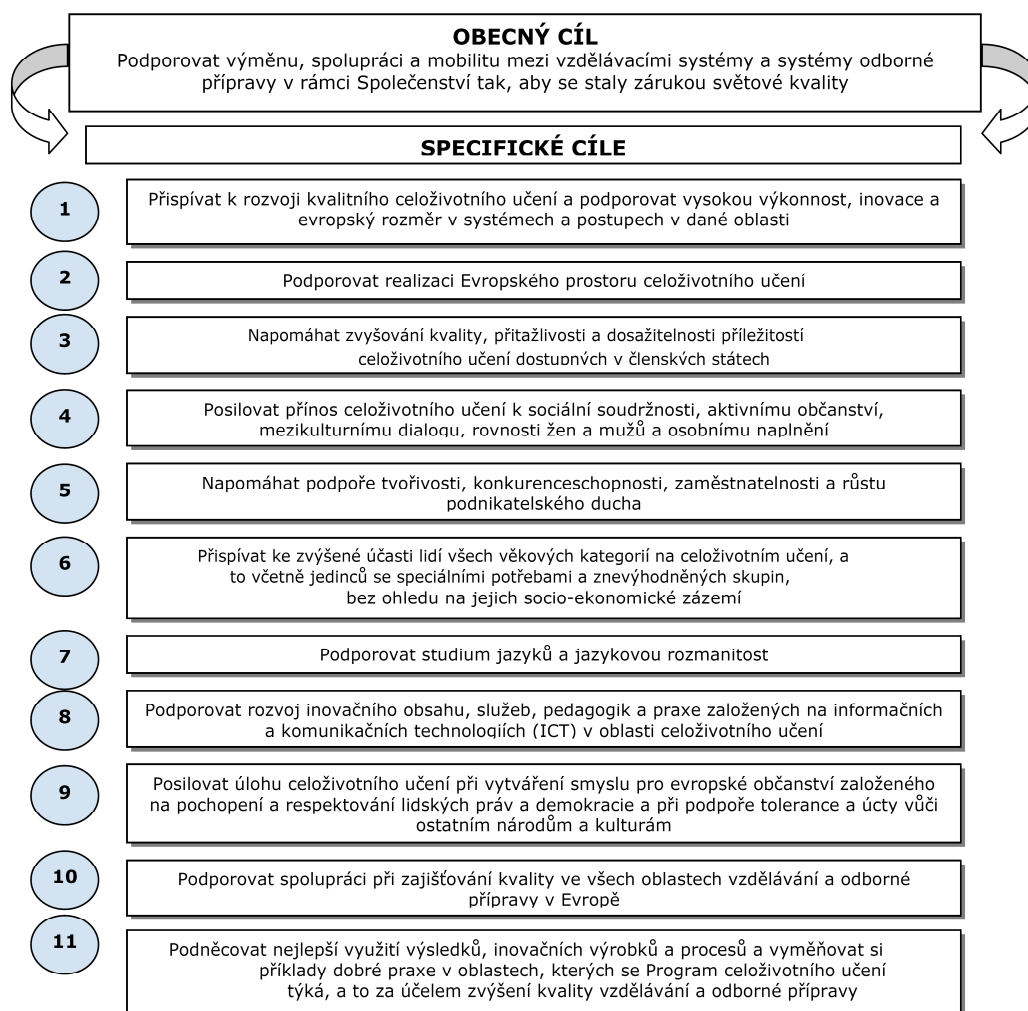 OBECNÝ CÍL
Podporovat výměnu, spolupráci a mobilitu mezi vzdělávacími systémy a systémy odborné
přípravy v rámci Společenství tak, aby se staly zárukou světové kvality
SPECIFICKÉ CÍLE
1
Přispívat k rozvoji kvalitního celoživotního učení a podporovat vysokou výkonnost, inovace a
evropský rozměr v systémech a postupech v dané oblasti
2
Podporovat realizaci Evropského prostoru celoživotního učení
3
Napomáhat zvyšování kvality, přitažlivosti a dosažitelnosti příležitostí
celoživotního učení dostupných v členských státech
4
Posilovat přínos celoživotního učení k sociální soudržnosti, aktivnímu občanství,
mezikulturnímu dialogu, rovnosti žen a mužů a osobnímu naplnění
5
Napomáhat podpoře tvořivosti, konkurenceschopnosti, zaměstnatelnosti a růstu
podnikatelského ducha
6
Přispívat ke zvýšené účasti lidí všech věkových kategorií na celoživotním učení, a
to včetně jedinců se speciálními potřebami a znevýhodněných skupin,
bez ohledu na jejich socio-ekonomické zázemí
7
Podporovat studium jazyků a jazykovou rozmanitost
8
Podporovat rozvoj inovačního obsahu, služeb, pedagogik a praxe založených na informačních
a komunikačních technologiích (ICT) v oblasti celoživotního učení
9
Posilovat úlohu celoživotního učení při vytváření smyslu pro evropské občanství založeného
na pochopení a respektování lidských práv a demokracie a při podpoře tolerance a úcty vůči
ostatním národům a kulturám
10
Podporovat spolupráci při zajišťování kvality ve všech oblastech vzdělávání a odborné
přípravy v Evropě
11
Podněcovat nejlepší využití výsledků, inovačních výrobků a procesů a vyměňovat si
příklady dobré praxe v oblastech, kterých se Program celoživotního učení
týká, a to za účelem zvýšení kvality vzdělávání a odborné přípravy